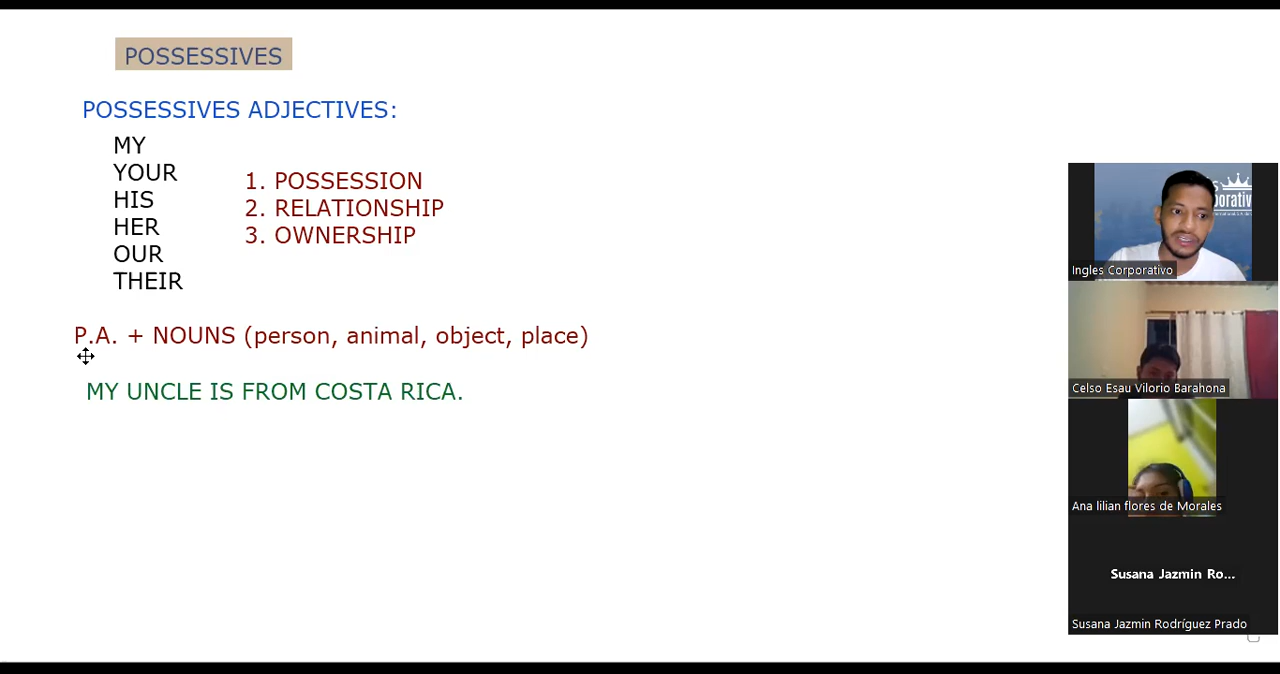 POSSESSIVES
POSSESSIVES ADJECTIVES:
MY
YOUR
HIS
HER
OUR
THEIR
1. POSSESSION
2. RELATIONSHIP
3. OWNERSHIP
P.A. + NOUNS (person, animal, object, place)
MY UNCLE IS FROM COSTA RICA.
Ingles Corporativo
Celso Esau Vilorio Barahona
Ana lilian flores de Morales
Susana Jazmin Ro...
Susana Jazmin Rodríguez Prado